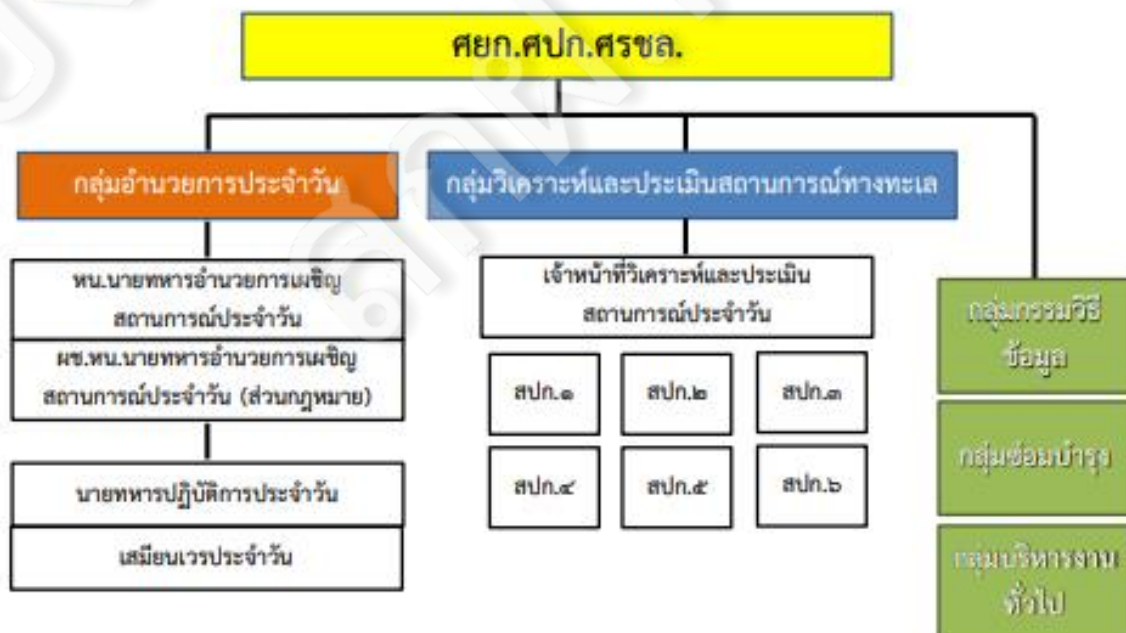 ศยก.ศปก.ศรชล.
กลุ่มอำนวยการประจำวัน
กลุ่มวิเคราะห์และประเมินสถานการณ์ทางทะเล
หน.นายทหารอำนวยการเผชิญ
สถานการณ์ประจำวัน
ผช.หน.นายทหารอำนวยการเผชิญ
สถานการณ์ประจำวัน (ส่วนกฎหมาย)
นายทหารปฏิบัติการประจำวัน
เสมียนเวรประจำวัน
เจ้าหน้าที่วิเคราะห์และประเมิน
สถานการณ์ประจำวัน
สปก.๑
สปก.๒
สปก.๓
สปก.๔
สปก.๕
สปก.๖
กลุ่มกรรมวิธี
ข้อมูล
กลุ่มซ่อมบำรุง
กลุ่มบริหารงาน
ทั่วไป